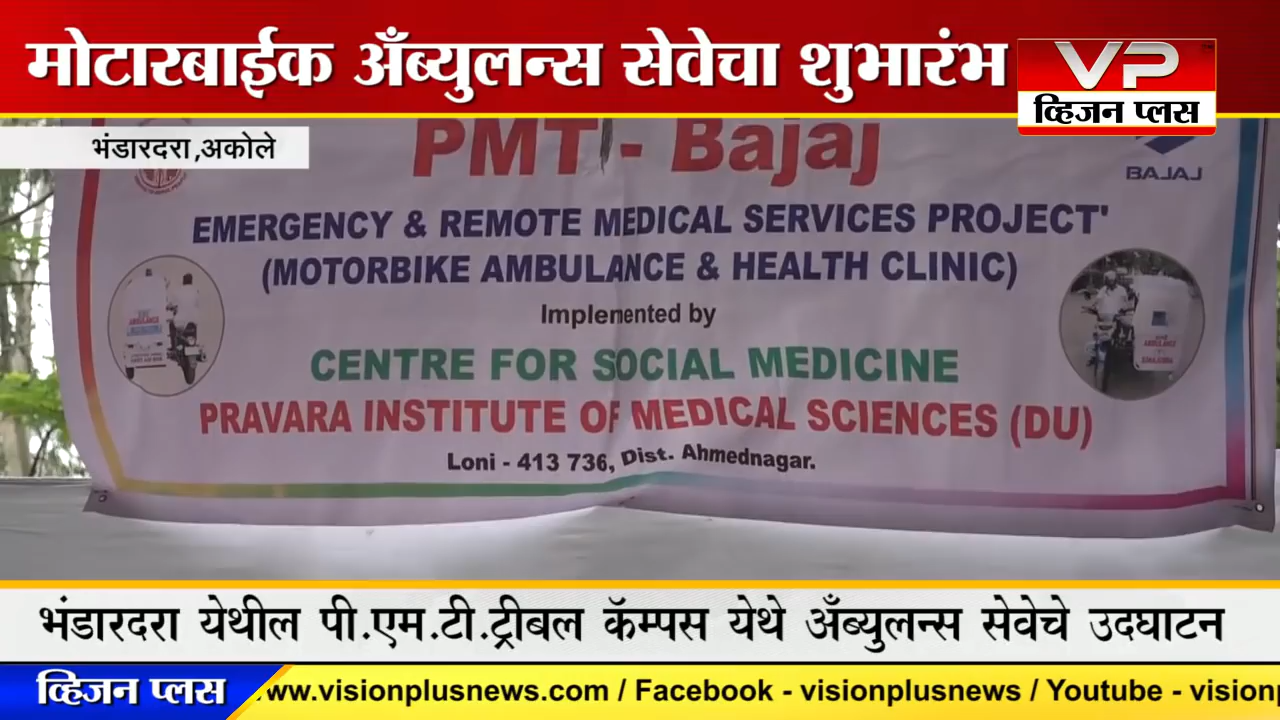 मोटारबाईक अँब्युलन्स सेवेचा शुभारंभ
VP
व्हिजन प्लस
भंडारदरा,अकोले
PMT - Bajaj
BAJAJ
EMERGENCY & REMOTE MEDICAL SERVICES PROJECT'
(MOTORBIKE AMBULANCE & HEALTH CLINIC)
Implemented by
CENTRE FOR SOCIAL MEDICINE
PRAVARA INSTITUTE OF MEDICAL SCIENCES (DU)
Loni - 413 736, Dist. Ahmednagar.
भंडारदरा येथील पी.एम.टी.ट्रीबल कॅम्पस येथे अँब्युलन्स सेवेचे उदघाटन
व्हिजन प्लस
www.visionplusnews.com / Facebook - visionplusnews / Youtube - vision